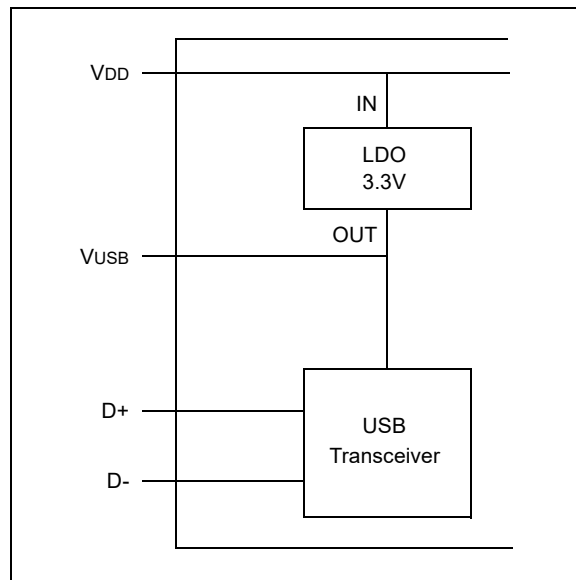 VDD
IN
LDO
3.3V
OUT
VUSB
D+
USB
Transceiver
D-